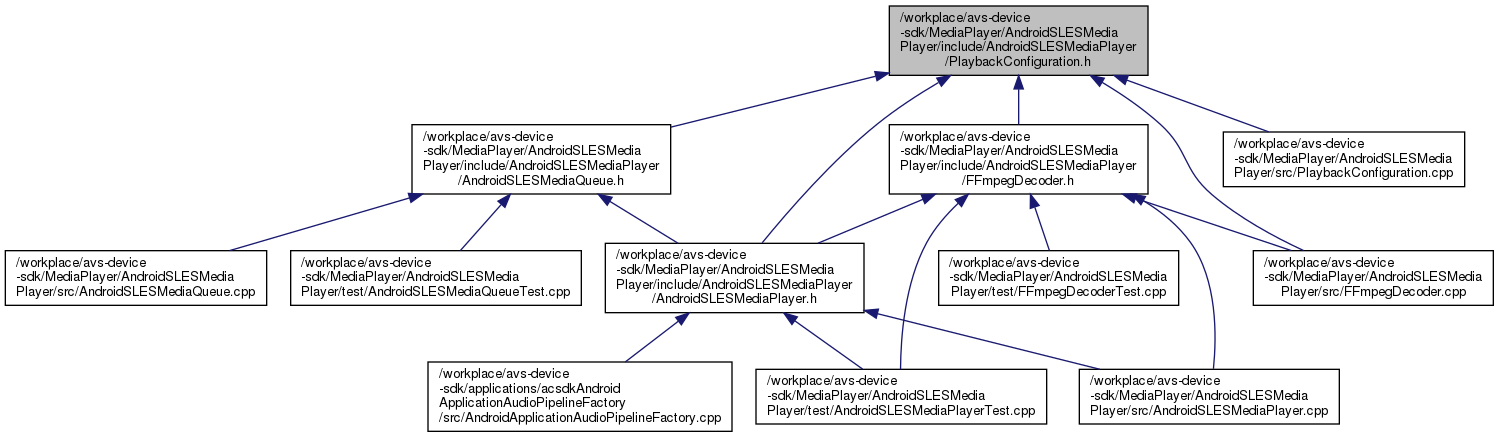 /workplace/avs-device
-sdk/MediaPlayer/AndroidSLESMedia
Player/include/AndroidSLESMediaPlayer
/PlaybackConfiguration.h
/workplace/avs-device
-sdk/MediaPlayer/AndroidSLESMedia
Player/include/AndroidSLESMediaPlayer
/AndroidSLESMediaQueue.h
/workplace/avs-device
-sdk/MediaPlayer/AndroidSLESMedia
Player/include/AndroidSLESMediaPlayer
/FFmpegDecoder.h
/workplace/avs-device
-sdk/MediaPlayer/AndroidSLESMedia
Player/src/PlaybackConfiguration.cpp
/workplace/avs-device
-sdk/MediaPlayer/AndroidSLESMedia
Player/src/AndroidSLESMediaQueue.cpp
/workplace/avs-device
-sdk/MediaPlayer/AndroidSLESMedia
Player/test/AndroidSLESMediaQueueTest.cpp
/workplace/avs-device
-sdk/MediaPlayer/AndroidSLESMedia
Player/include/AndroidSLESMediaPlayer
/AndroidSLESMediaPlayer.h
/workplace/avs-device
-sdk/MediaPlayer/AndroidSLESMedia
Player/test/FFmpegDecoderTest.cpp
/workplace/avs-device
-sdk/MediaPlayer/AndroidSLESMedia
Player/src/FFmpegDecoder.cpp
/workplace/avs-device
-sdk/applications/acsdkAndroid
ApplicationAudioPipelineFactory
/src/AndroidApplicationAudioPipelineFactory.cpp
/workplace/avs-device
-sdk/MediaPlayer/AndroidSLESMedia
Player/test/AndroidSLESMediaPlayerTest.cpp
/workplace/avs-device
-sdk/MediaPlayer/AndroidSLESMedia
Player/src/AndroidSLESMediaPlayer.cpp